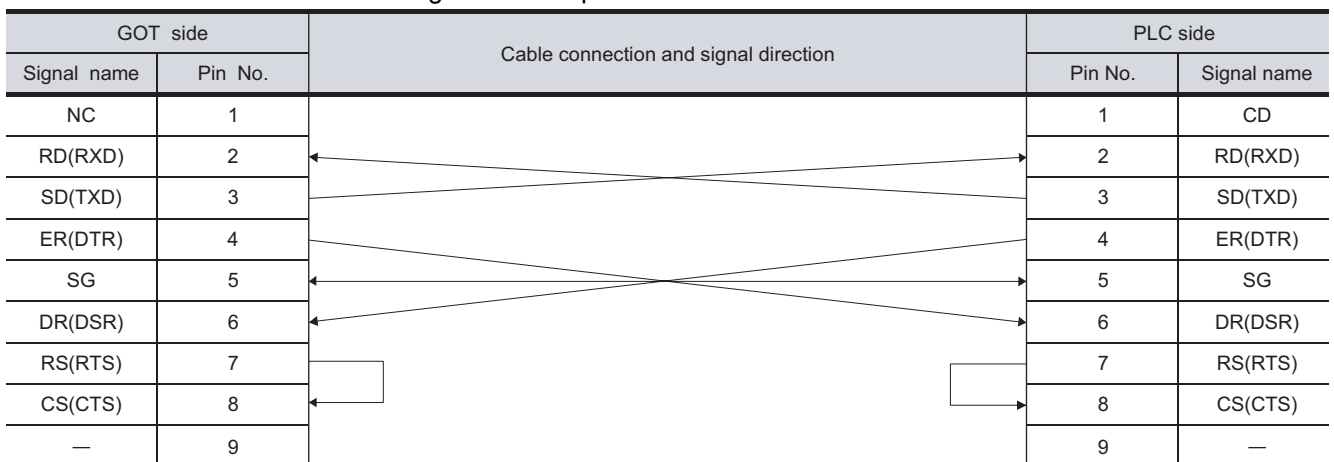 GOT side Cable connection and signal direction PLC side
Signal name Pin No. Pin No. Signal name
NC 1 1 CD
RD(RXD) 2 2 RD(RXD)
SD(TXD) 3 3 SD(TXD)
ER(DTR) 4 4 ER(DTR)
SG 5 5 SG
DR(DSR) 6 6 DR(DSR)
RS(RTS) 7 7 RS(RTS)
CS(CTS) 8 8 CS(CTS)
— 9 9 —